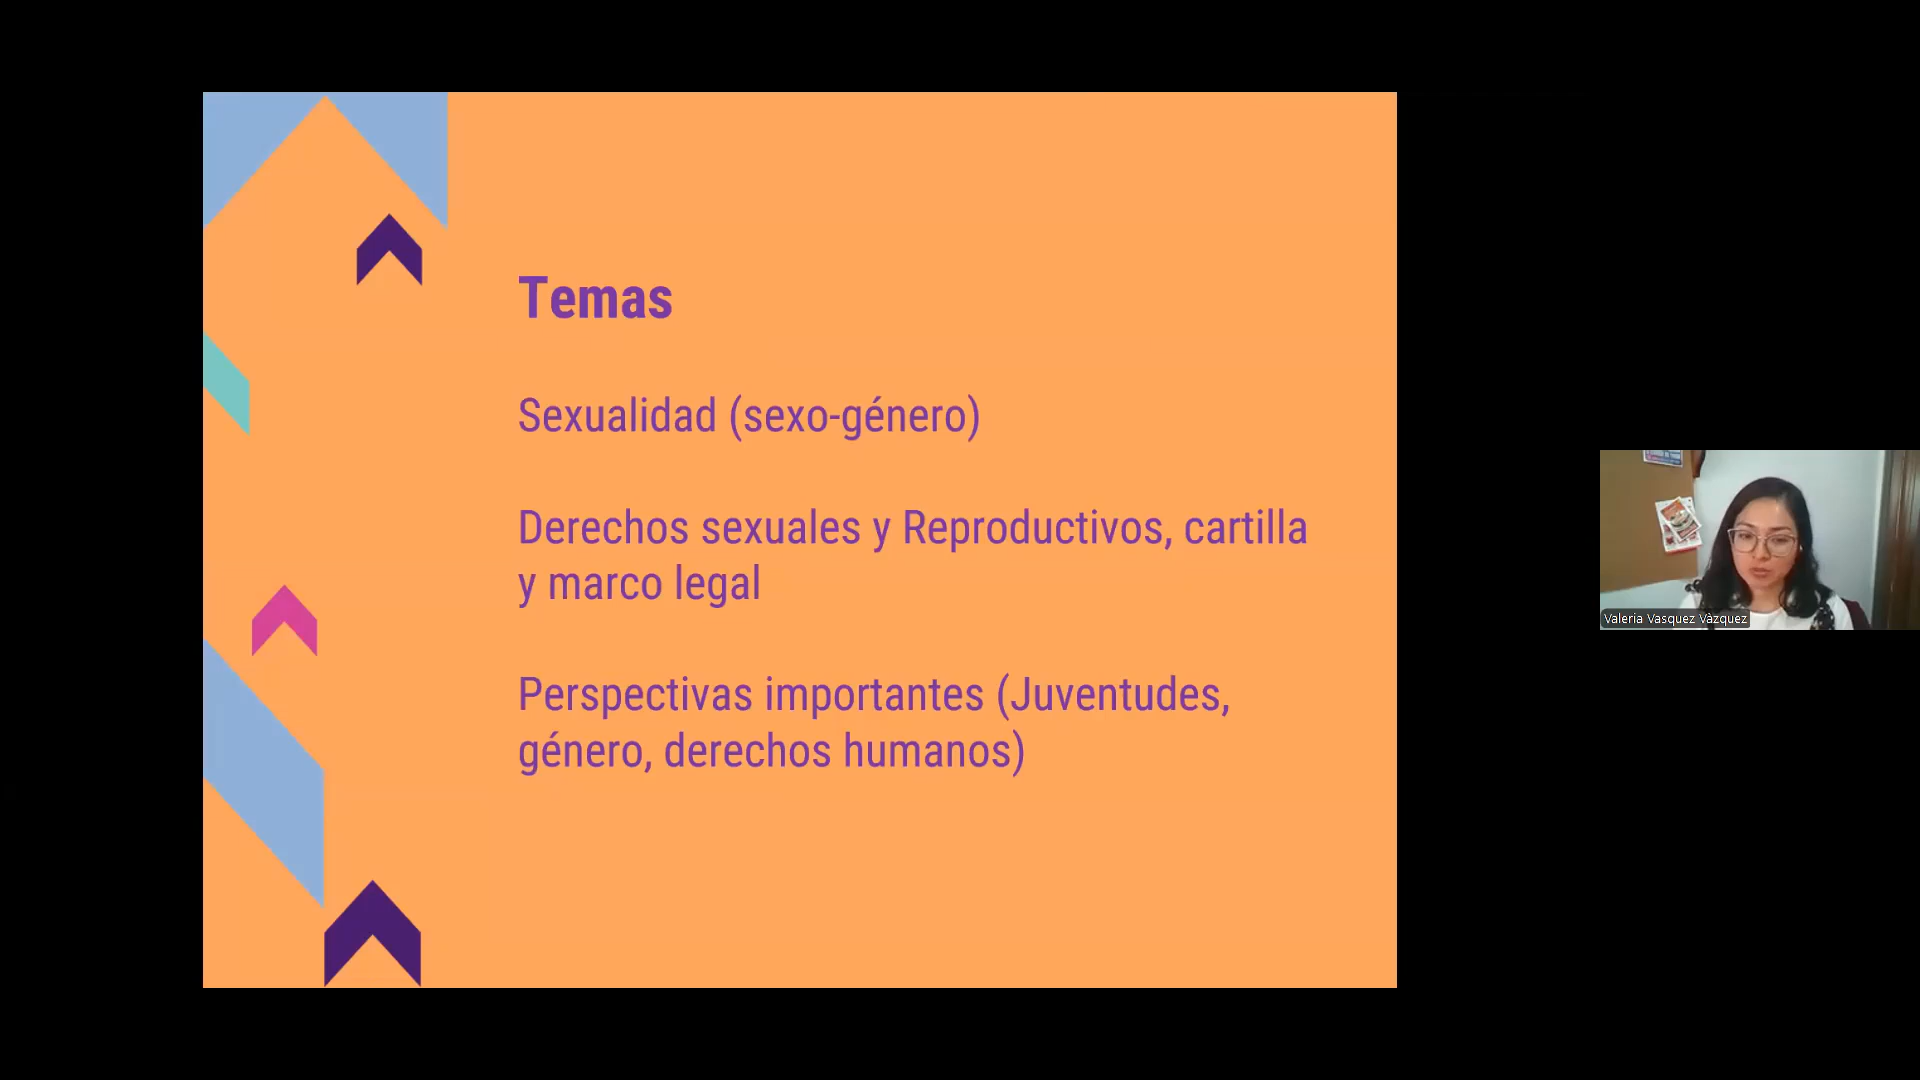 Temas
Sexualidad (sexo-género)
Derechos sexuales y Reproductivos, cartilla
y marco legal
Perspectivas importantes (Juventudes,
género, derechos humanos)
Valeria Vasquez Vàzquez